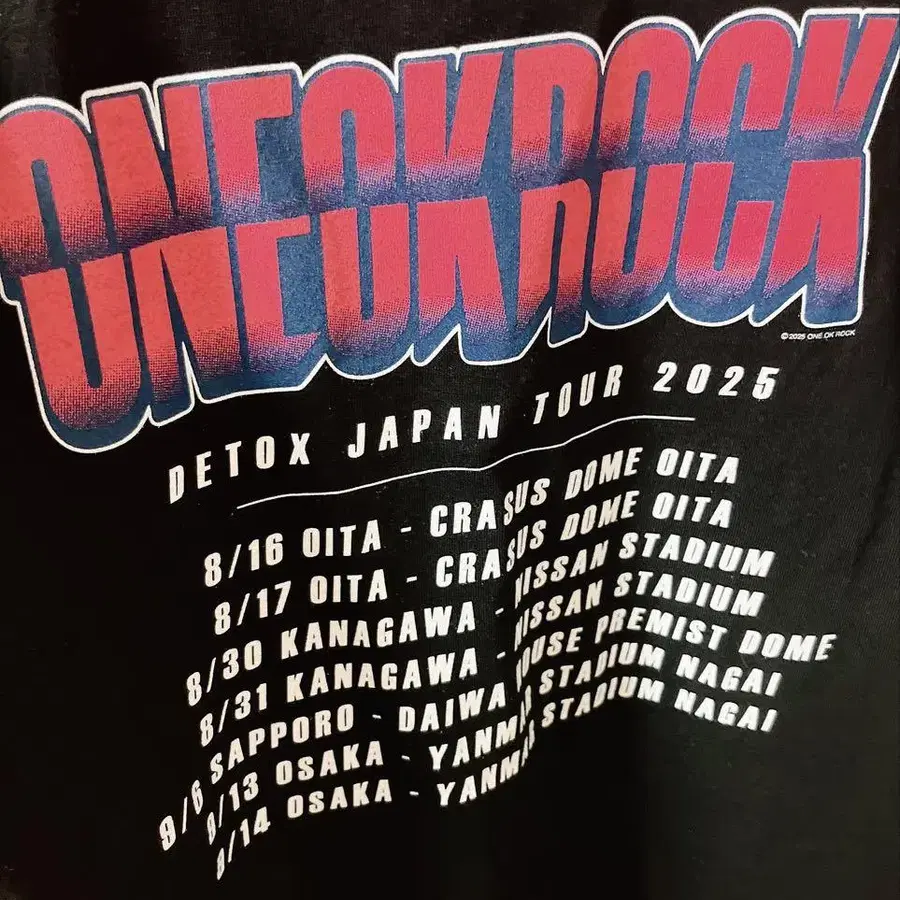 ONEOKROCK
ONEOKROCK
©2025 ONE OK ROCK
DETOX JAPAN TOUR 2025
8/16 OITA - CRASUS DOME OITA
8/17 OITA - CRASUS DOME OITA
8/30 KANAGAWA - NISSAN STADIUM
8/31 KANAGAWA - NISSAN STADIUM
9/6 SAPPORO - DAIWA HOUSE PREMIST DOME
9/13 OSAKA - YANMAR STADIUM NAGAI
9/14 OSAKA - YANMAR STADIUM NAGAI